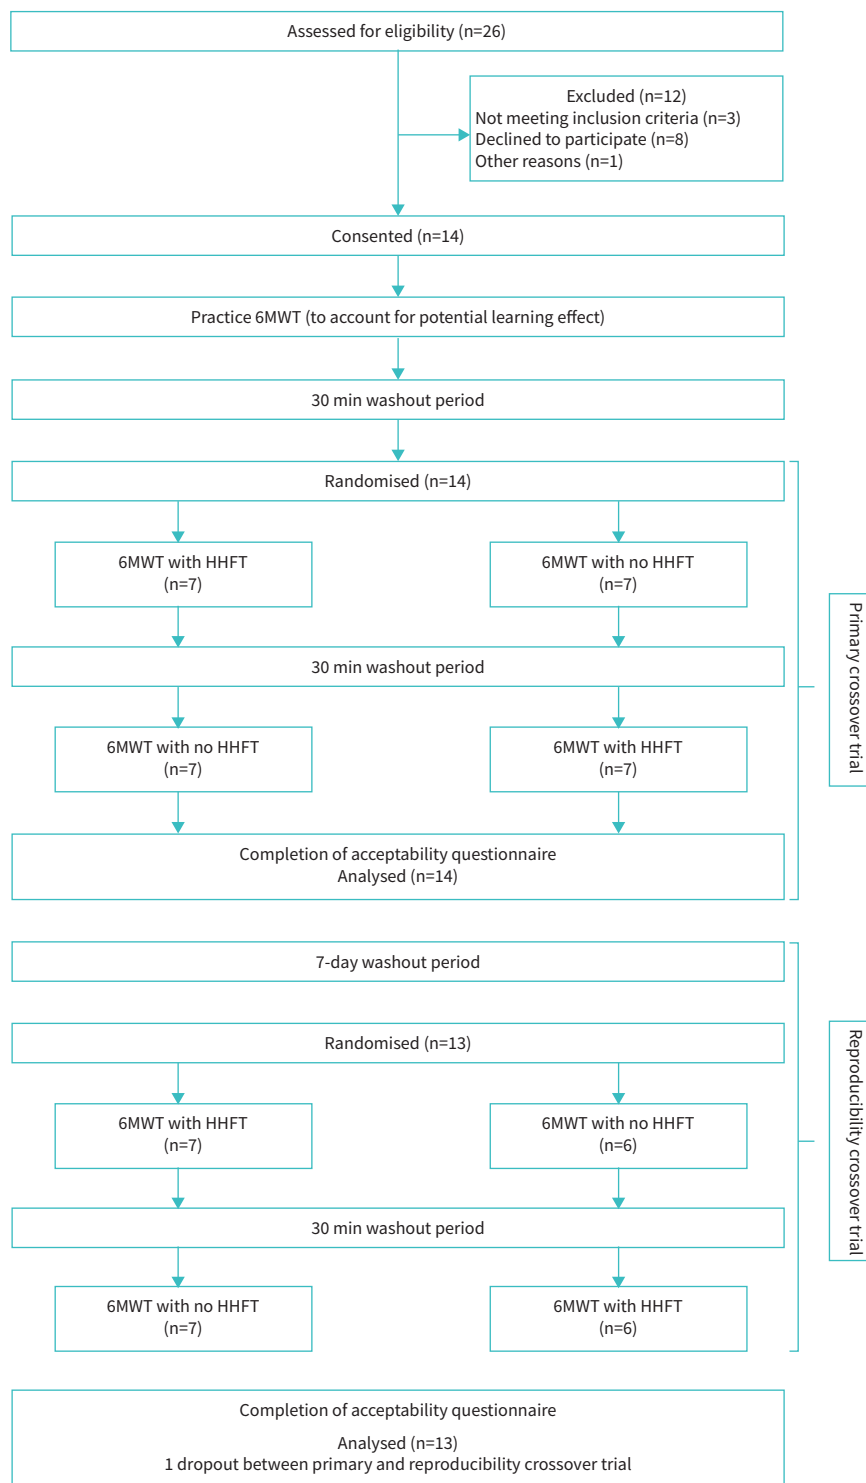 Assessed for eligibility (n=26)
Excluded (n=12)
Not meeting inclusion criteria (n=3)
Declined to participate (n=8)
Other reasons (n=1)
Consented (n=14)
Practice 6MWT (to account for potential learning effect)
30 min washout period
Randomised (n=14)
6MWT with HHFT
(n=7)
6MWT with no HHFT
(n=7)
30 min washout period
6MWT with no HHFT
(n=7)
6MWT with HHFT
(n=7)
Completion of acceptability questionnaire
Analysed (n=14)
Primary crossover trial
7-day washout period
Randomised (n=13)
6MWT with HHFT
(n=7)
6MWT with no HHFT
(n=6)
30 min washout period
6MWT with no HHFT
(n=7)
6MWT with HHFT
(n=6)
Reproducibility crossover trial
Completion of acceptability questionnaire
Analysed (n=13)
1 dropout between primary and reproducibility crossover trial